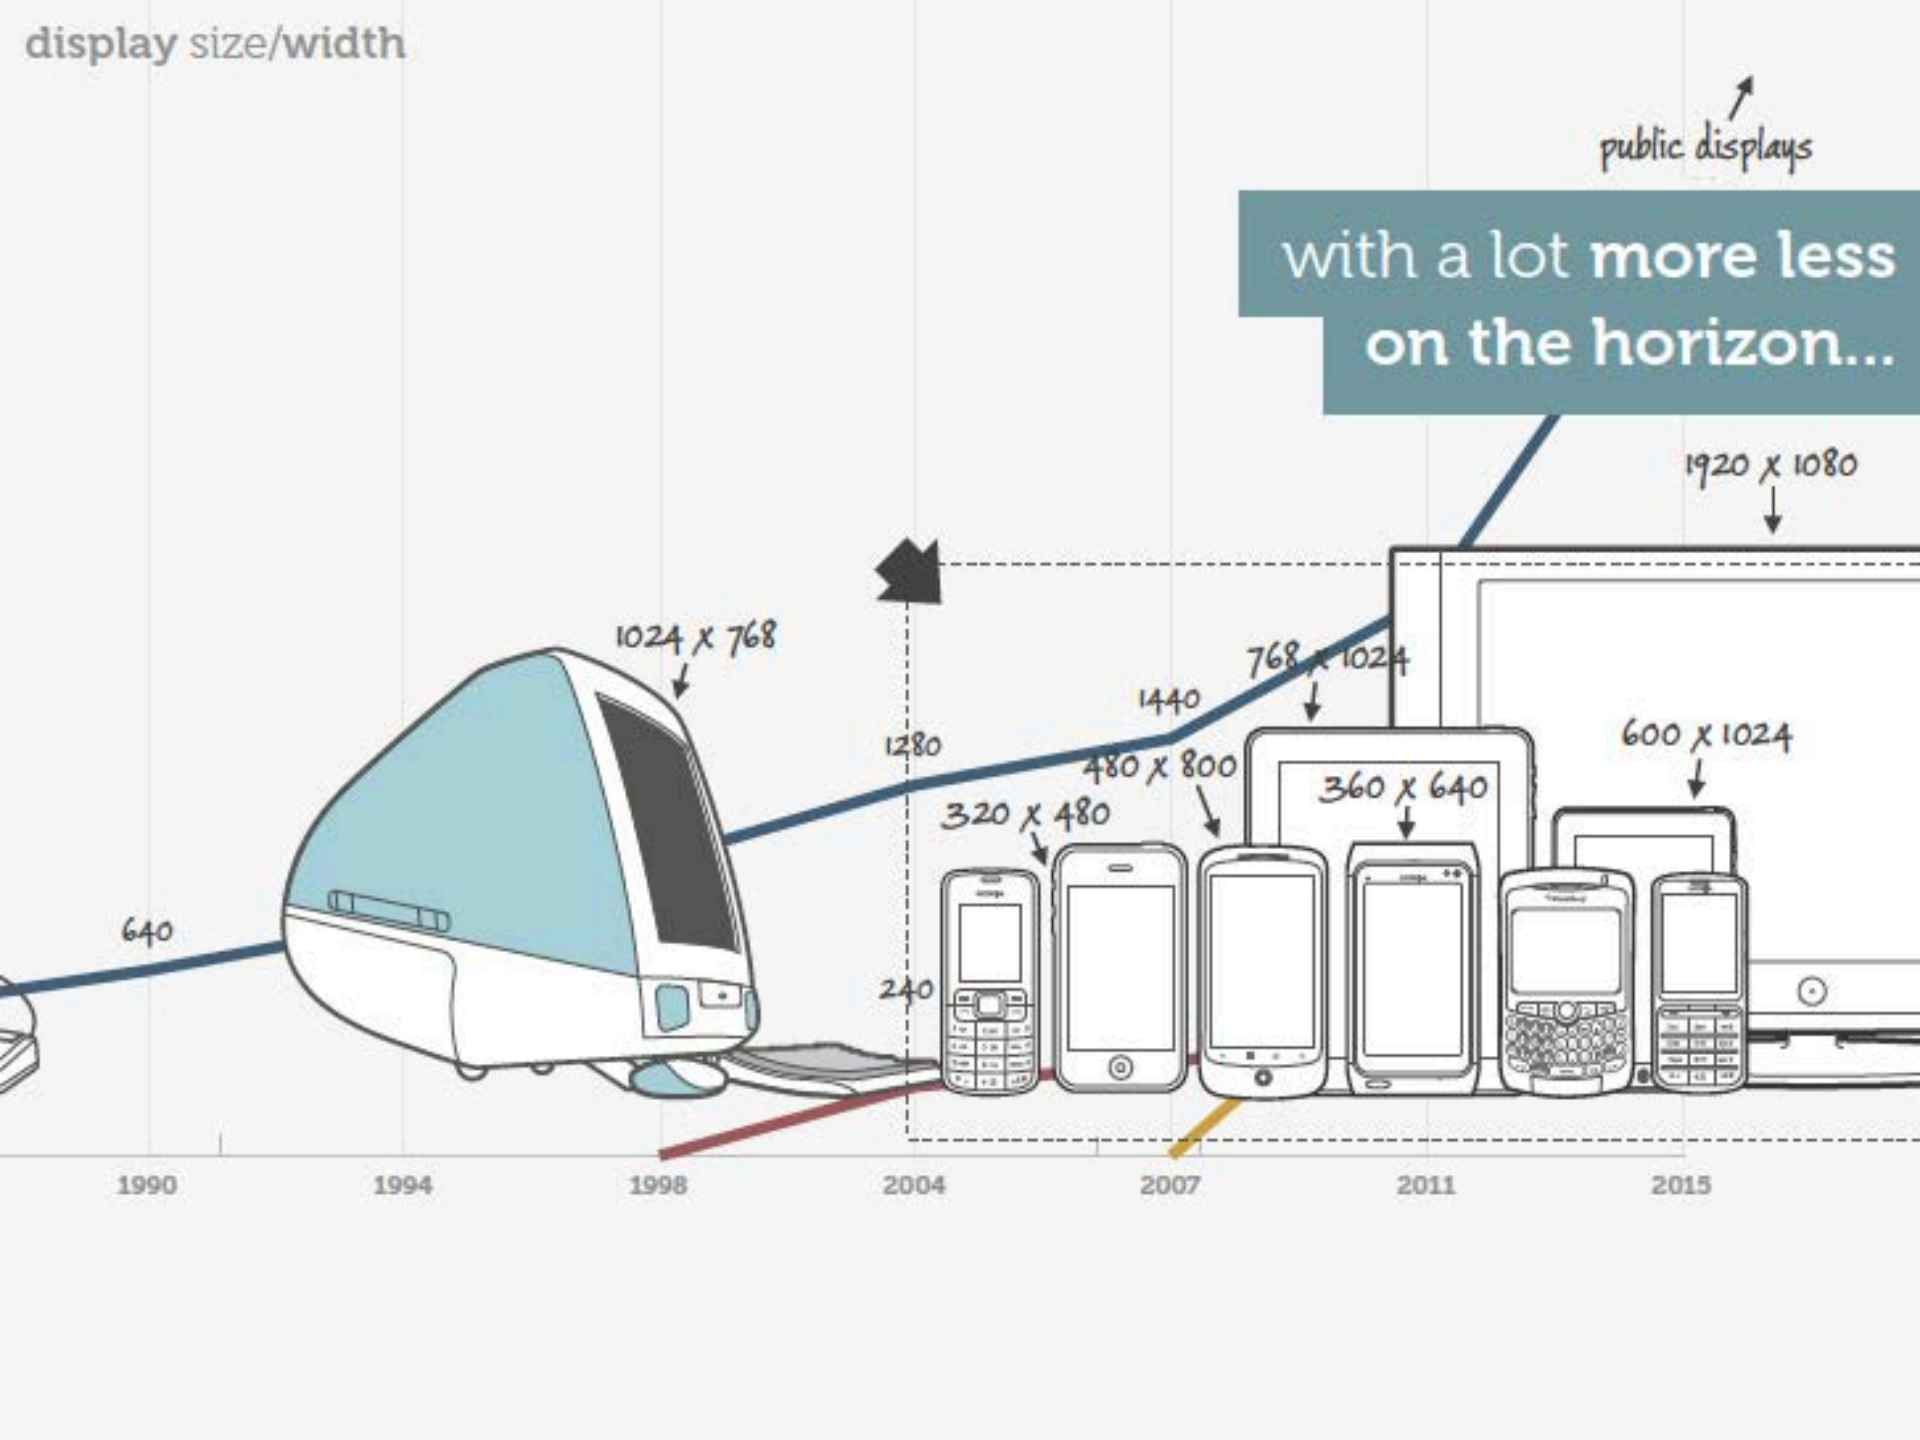 display size/width
public displays
with a lot more less
on the horizon...
1920 x 1080
1024 x 768
768 x 1024
1440
600 x 1024
1280
480 x 800
360 x 640
320 x 480
640
240
1990 1994 1998 2004 2007 2011 2015